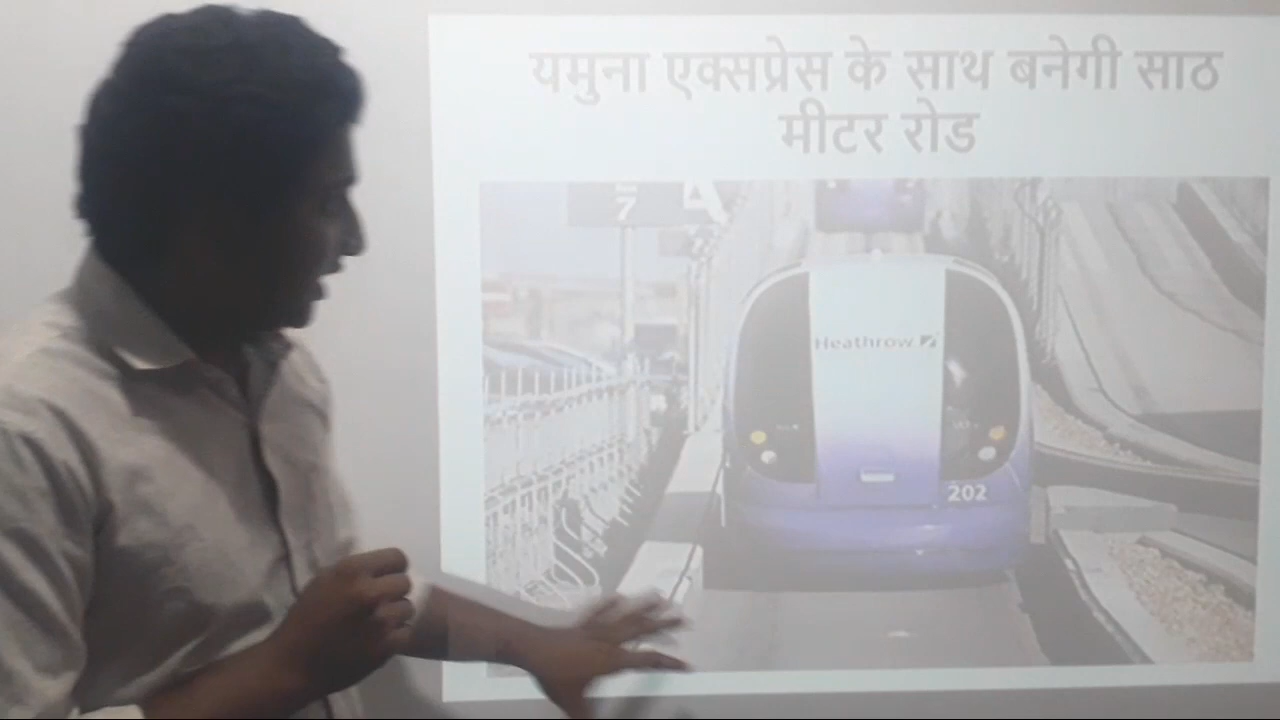 यमुना एक्सप्रेस के साथ बनेगी साठ
मीटर रोड
7
Heathrow
202